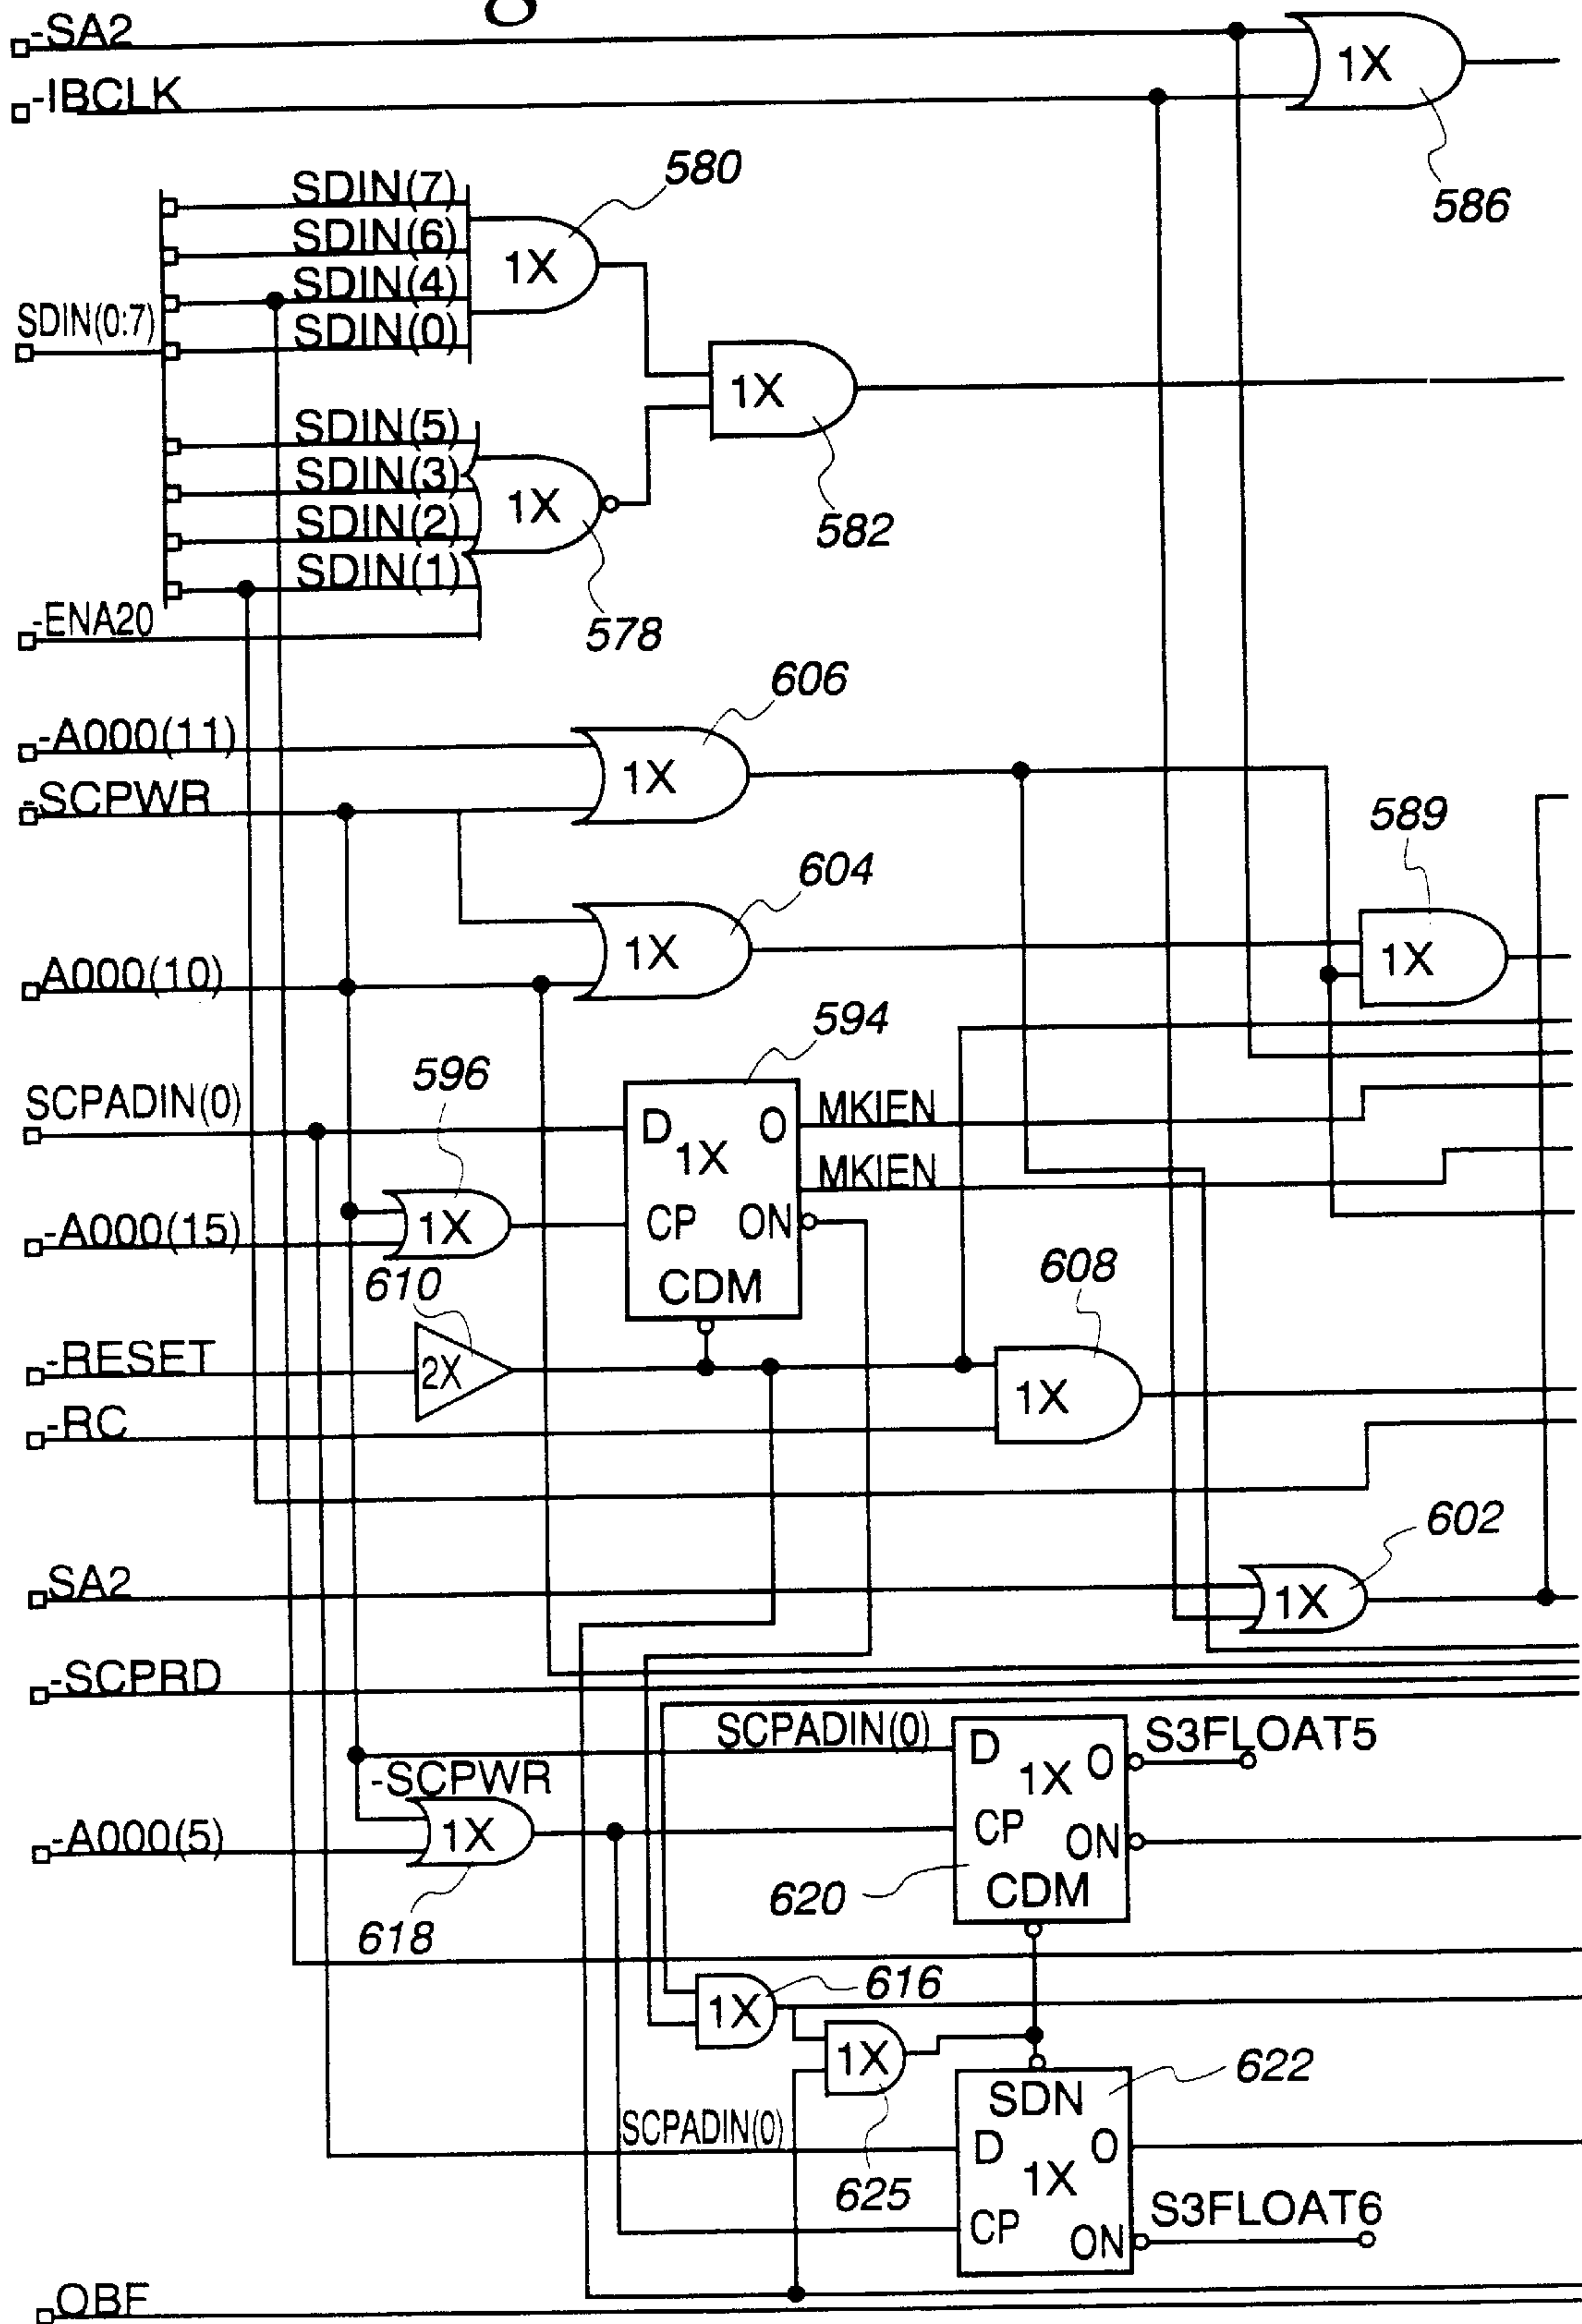 -SA2
1X
-IBCLK
586
580
SDIN(7)
SDIN(6)
1X
SDIN(4)
SDIN(0:7)
SDIN(0)
1X
SDIN(5)
SDIN(3)
1X
SDIN(2)
582
SDIN(1)
-ENA20
578
606
-A000(11)
1X
-SCPWR
589
604
1X
1X
A000(10)
594
596
SCPADIN(0)
D
O
MKIEN
1X
MKIEN
-A000(15)
1X
CP
ON
608
610
CDM
-RESET
2X
1X
-RC
602
SA2
1X
-SCPRD
SCPADIN(0)
D
O
S3FLOAT5
1X
-SCPWR
-A000(5)
1X
CP
ON
620
CDM
618
616
1X
1X
622
SDN
SCPADIN(0)
D
O
1X
625
S3FLOAT6
CP
ON
OBF